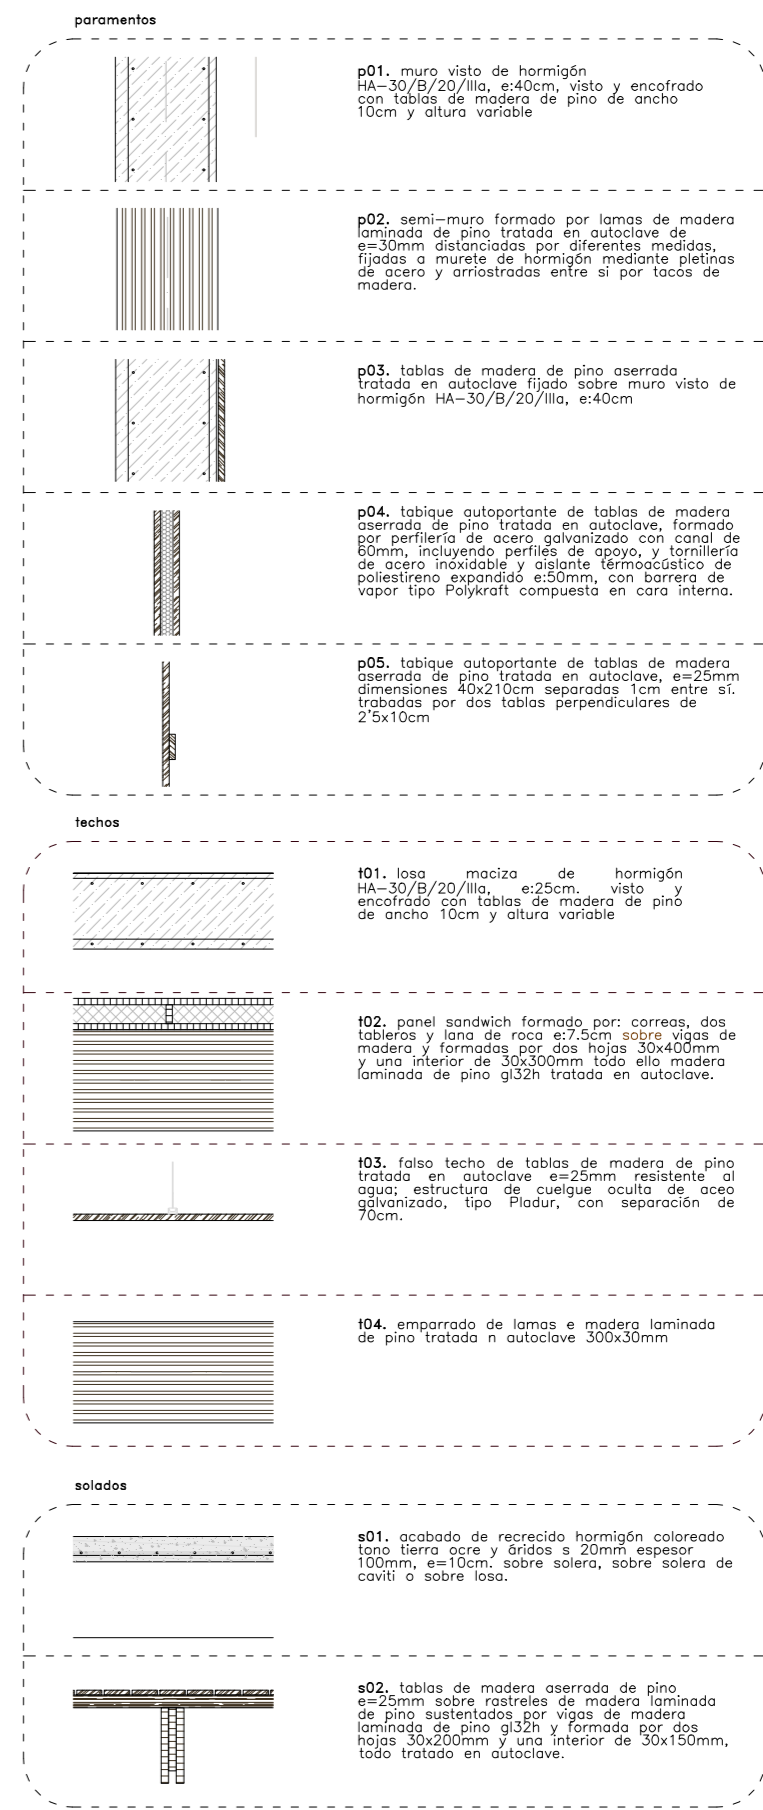 paramentos
p01. muro visto de hormigón
HA-30/B/20/IIIa, e:40cm, visto y encofrado
con tablas de madera de pino de ancho
10cm y altura variable
p02. semi-muro formado por lamas de madera
laminada de pino tratada en autoclave de
e=30mm distanciadas por diferentes medidas,
fijadas a murete de hormigón mediante pletinas
de acero y arriostradas entre si por tacos de
madera.
p03. tablas de madera de pino aserrada
tratada en autoclave fijado sobre muro visto de
hormigón HA-30/B/20/IIIa, e:40cm
p04. tabique autoportante de tablas de madera
aserrada de pino tratada en autoclave, formado
por perfilería de acero galvanizado con canal de
60mm, incluyendo perfiles de apoyo, y tornillería
de acero inoxidable y aislante térmoacústico de
poliestireno expandido e:50mm, con barrera de
vapor tipo Polykraft compuesta en cara interna.
p05. tabique autoportante de tablas de madera
aserrada de pino tratada en autoclave, e=25mm
dimensiones 40x210cm separadas 1cm entre sí.
trabadas por dos tablas perpendiculares de
2'5x10cm
techos
t01. losa maciza de hormigón
HA-30/B/20/IIIa, e:25cm. visto y
encofrado con tablas de madera de pino
de ancho 10cm y altura variable
t02. panel sandwich formado por: correas, dos
tableros y lana de roca e:7.5cm sobre vigas de
madera y formadas por dos hojas 30x400mm
y una interior de 30x300mm todo ello madera
laminada de pino gl32h tratada en autoclave.
t03. falso techo de tablas de madera de pino
tratada en autoclave e=25mm resistente al
agua; estructura de cuelgue oculta de aceo
galvanizado, tipo Pladur, con separación de
70cm.
t04. emparrado de lamas e madera laminada
de pino tratada n autoclave 300x30mm
solados
s01. acabado de recrecido hormigón coloreado
tono tierra ocre y áridos s 20mm espesor
100mm, e=10cm. sobre solera, sobre solera de
caviti o sobre losa.
s02. tablas de madera aserrada de pino
e=25mm sobre rastreles de madera laminada
de pino sustentados por vigas de madera
laminada de pino gl32h y formada por dos
hojas 30x200mm y una interior de 30x150mm,
todo tratado en autoclave.